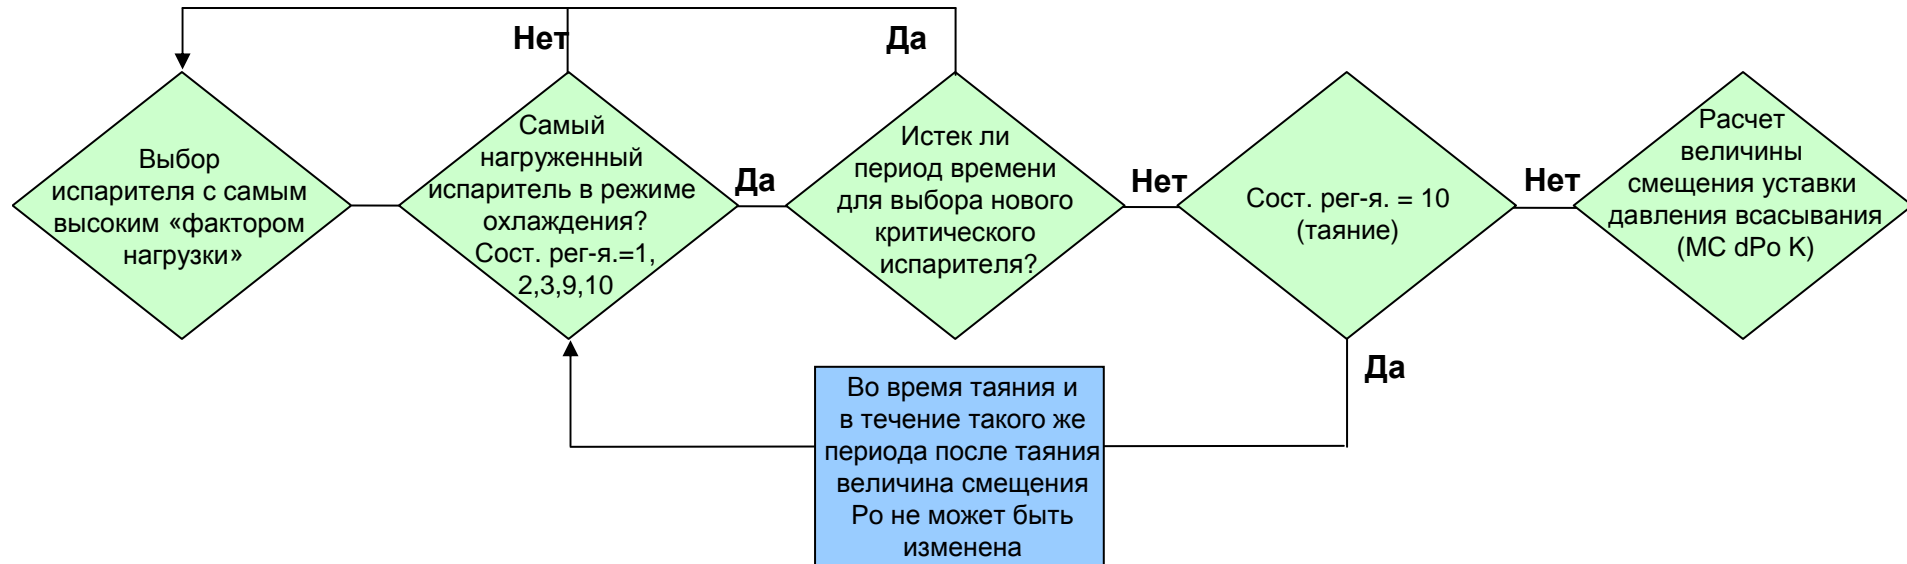 Нет
Да
Выбор
испарителя с самым
высоким «фактором
нагрузки»
Самый
нагруженный
испаритель в режиме
охлаждения?
Сост. рег-я.=1,
2,3,9,10
Да
Истек ли
период времени
для выбора нового
критического
испарителя?
Нет
Сост. рег-я. = 10
(таяние)
Нет
Расчет
величины
смещения уставки
давления всасывания
(MC dPo K)
Да
Во время таяния и
в течение такого же
периода после таяния
величина смещения
Ро не может быть
изменена